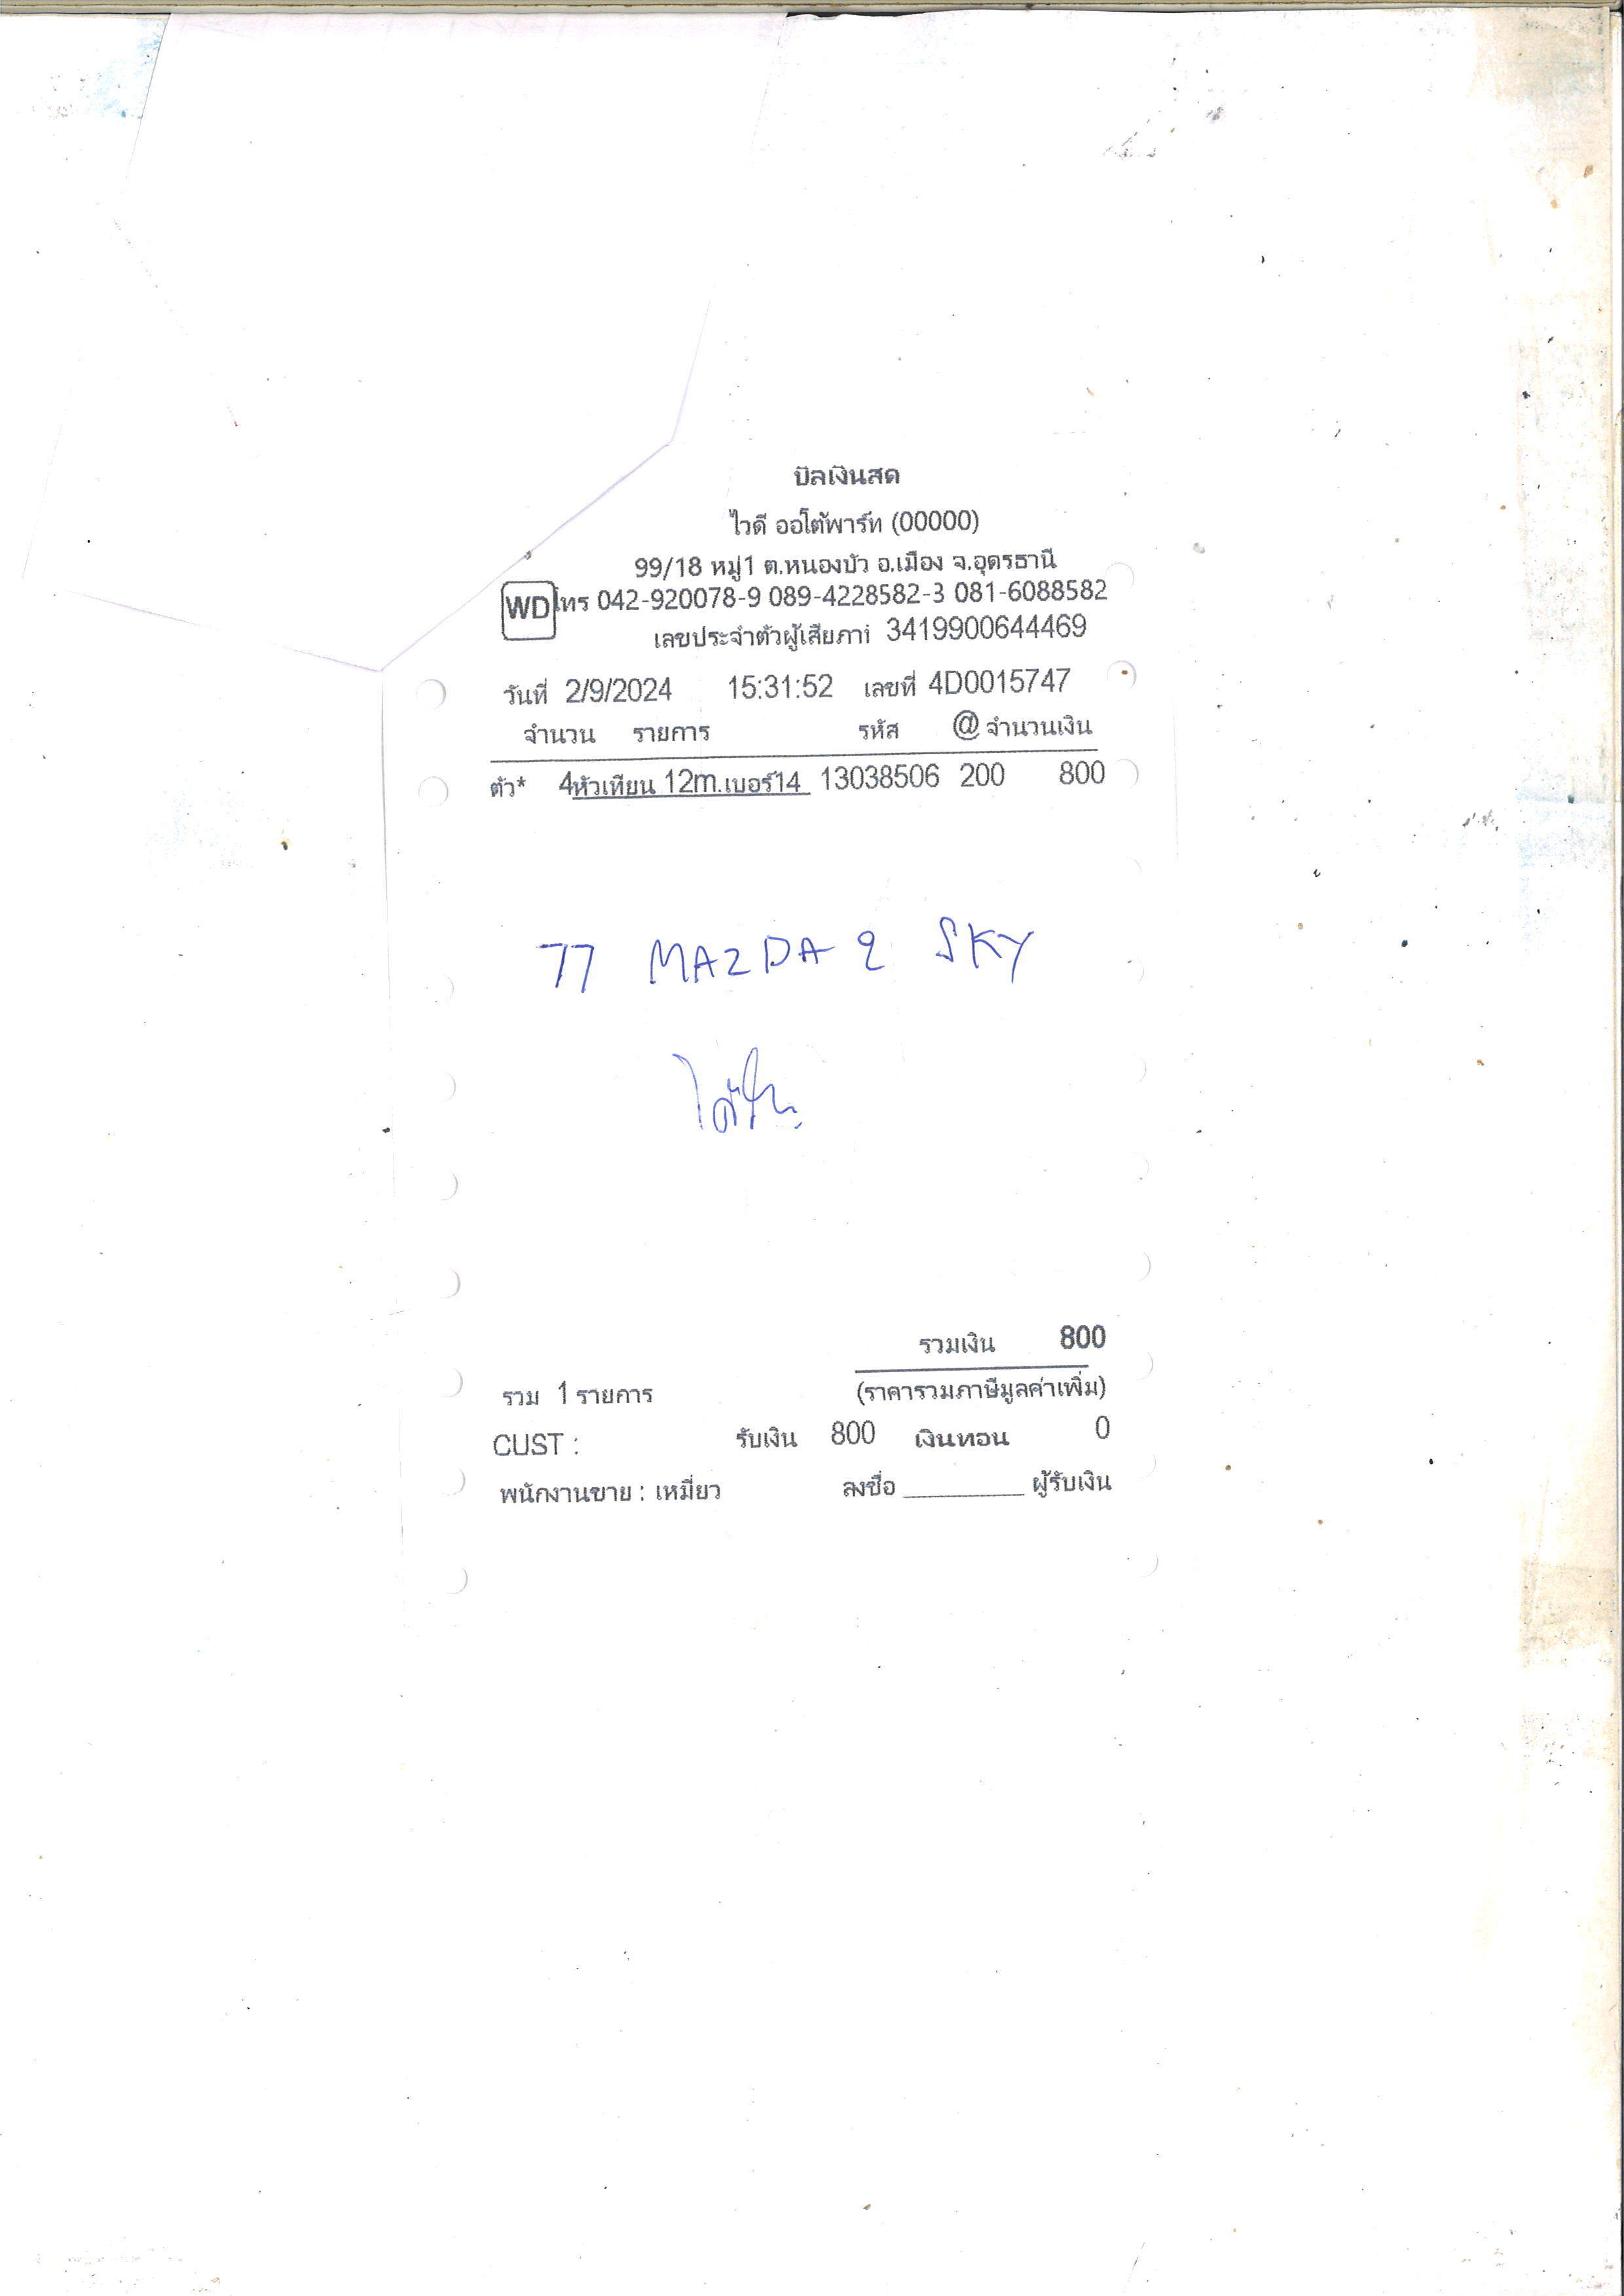 บิลเงินสด
ไวดี ออโต้พาร์ท (00000)
99/18 หมู่1 ต.หนองบัว อ.เมือง จ.อุดรธานี
WD โทร 042-920078-9 089-4228582-3 081-6088582
เลขประจำตัวผู้เสียภาษี 3419900644469
วันที่ 2/9/2024 15:31:52 เลขที่ 4D0015747
จำนวน รายการ รหัส @ จำนวนเงิน
ตัว* 4 หัวเทียน 12m.เบอร์14 13038506 200 800
77 MAZDA 2 SKY
รวมเงิน 800
รวม 1 รายการ (ราคารวมภาษีมูลค่าเพิ่ม)
CUST : รับเงิน 800 เงินทอน 0
พนักงานขาย : เหมี่ยว ลงชื่อ __________ ผู้รับเงิน